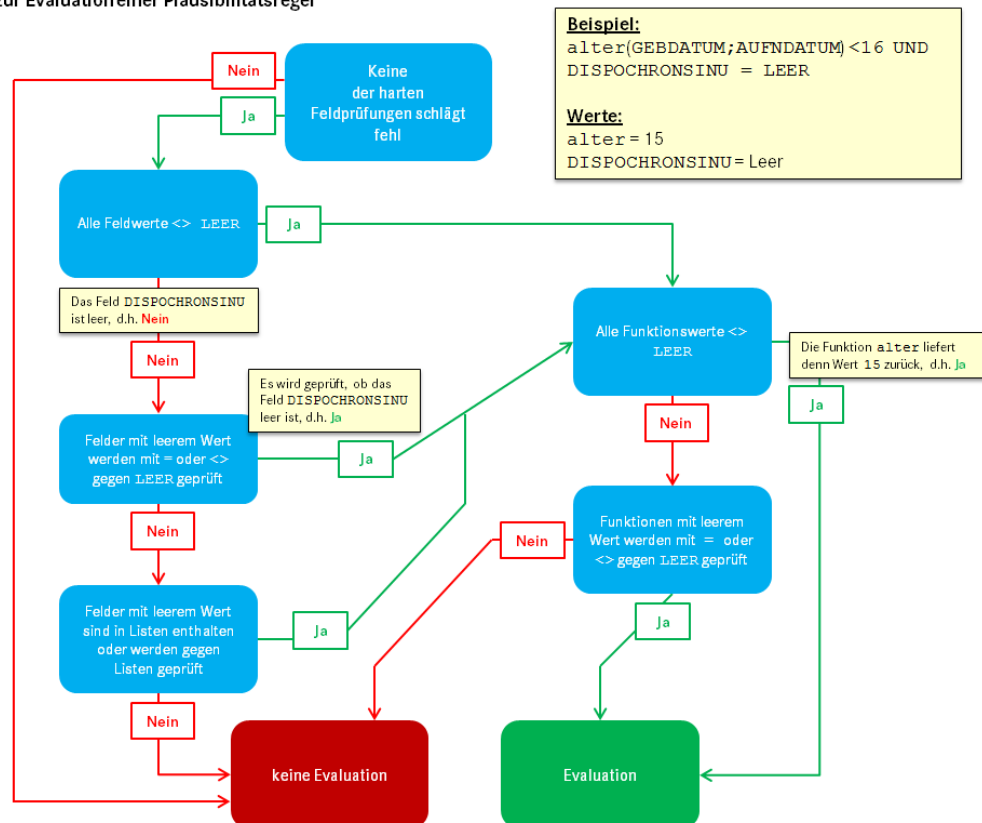 zur Evaluation einer Plausibilitätsregel
Beispiel:
alter(GEBDATUM;AUFNDATUM)<16 UND
DISPOCHRONSINU = LEER
Werte:
alter = 15
DISPOCHRONSINU = Leer
Nein
Ja
Keine
der harten
Feldprüfungen schlägt
fehl
Alle Feldwerte <> LEER
Ja
Das Feld DISPOCHRONSINU
ist leer, d.h. Nein
Nein
Alle Funktionswerte <>
LEER
Die Funktion alter liefert
denn Wert 15 zurück, d.h. Ja
Ja
Es wird geprüft, ob das
Feld DISPOCHRONSINU
leer ist, d.h. Ja
Nein
Felder mit leerem Wert
werden mit = oder <>
gegen LEER geprüft
Ja
Nein
Nein
Funktionen mit leerem
Wert werden mit = oder
<> gegen LEER geprüft
Felder mit leerem Wert
sind in Listen enthalten
oder werden gegen
Listen geprüft
Ja
Ja
Nein
keine Evaluation
Evaluation